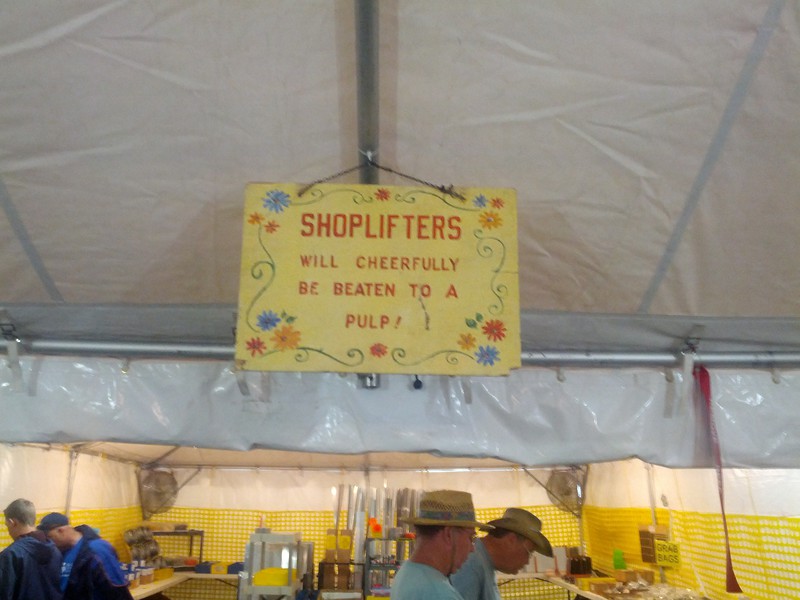 SHOPLIFTERS
WILL CHEERFULLY
BE BEATEN TO A
PULP!
GRAB
BAGS